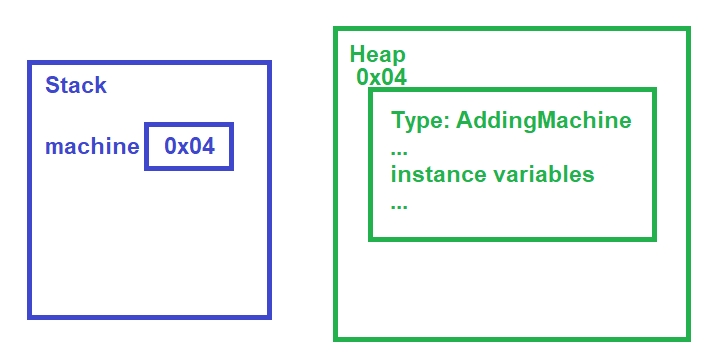 Stack
machine 0x04
Heap
0x04
Type: AddingMachine
...
instance variables
...